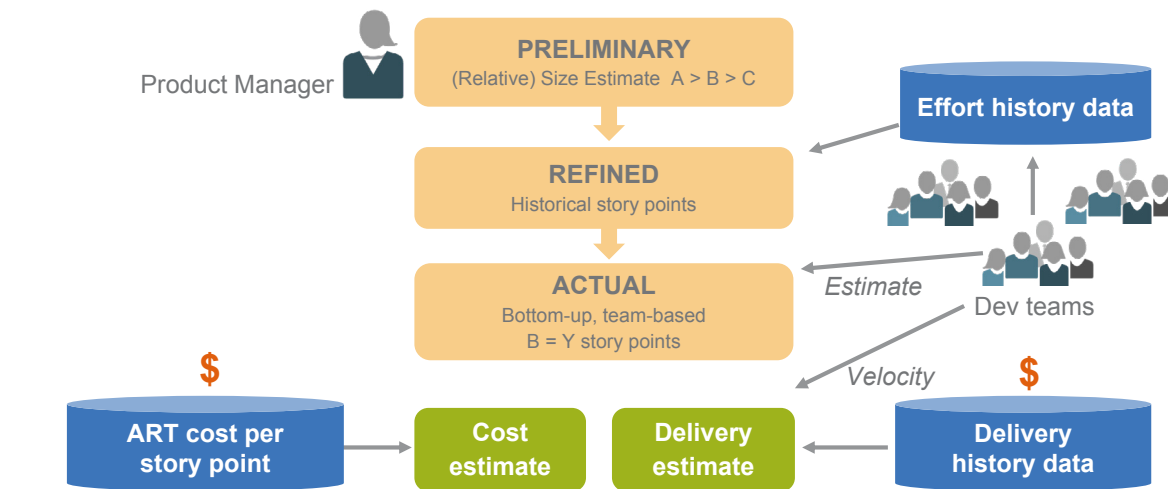 PRELIMINARY
(Relative) Size Estimate A > B > C
Product Manager
Effort history data
REFINED
Historical story points
ACTUAL
Bottom-up, team-based
B = Y story points
Estimate
Dev teams
Velocity
$
ART cost per
story point
Cost
estimate
Delivery
estimate
$
Delivery
history data